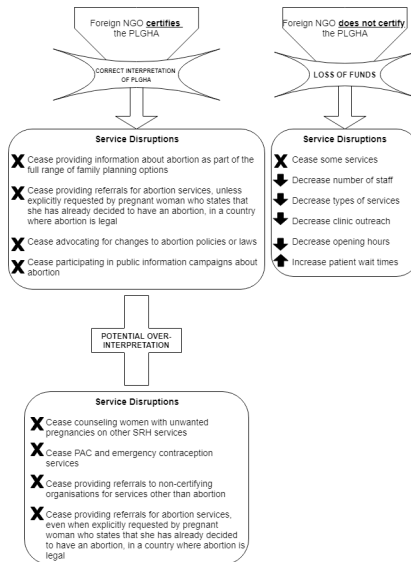 Foreign NGO certifies
the PLGHA
CORRECT INTERPRETATION
OF PLGHA
Service Disruptions
X Cease providing information about abortion as part of the
full range of family planning options
X Cease providing referrals for abortion services, unless
explicitly requested by pregnant woman who states that
she has already decided to have an abortion, in a country
where abortion is legal
X Cease advocating for changes to abortion policies or laws
X Cease participating in public information campaigns about
abortion
POTENTIAL OVER-
INTERPRETATION
Service Disruptions
X Cease counseling women with unwanted
pregnancies on other SRH services
X Cease PAC and emergency contraception
services
X Cease providing referrals to non-certifying
organisations for services other than abortion
X Cease providing referrals for abortion services,
even when explicitly requested by pregnant
woman who states that she has already decided
to have an abortion, in a country where abortion is
legal
Foreign NGO does not certify
the PLGHA
LOSS OF FUNDS
Service Disruptions
X Cease some services
Decrease number of staff
Decrease types of services
Decrease clinic outreach
Decrease opening hours
Increase patient wait times